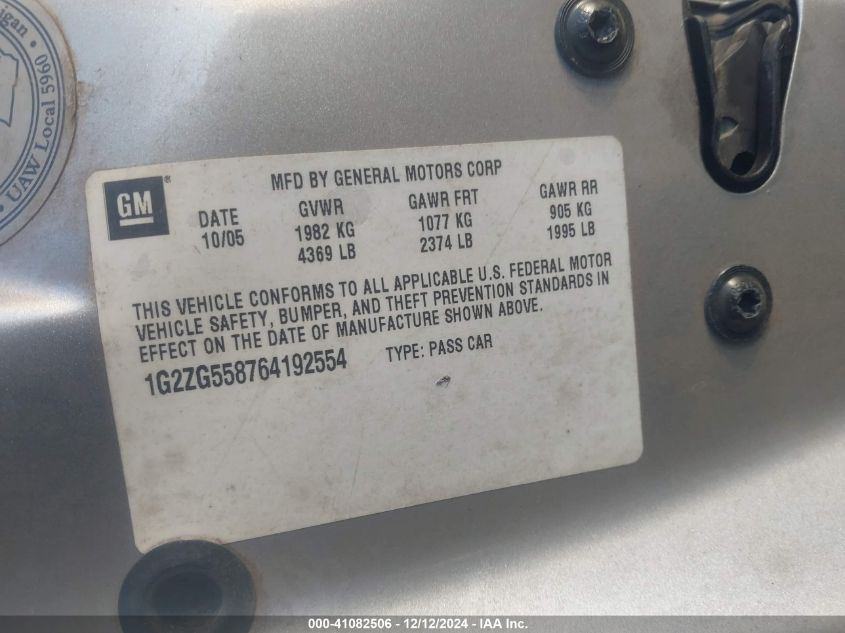 igan • UAW Local 5960
GM
MFD BY GENERAL MOTORS CORP
DATE GVWR GAWR FRT GAWR RR
10/05 1982 KG 1077 KG 905 KG
4369 LB 2374 LB 1995 LB
THIS VEHICLE CONFORMS TO ALL APPLICABLE U.S. FEDERAL MOTOR
VEHICLE SAFETY, BUMPER, AND THEFT PREVENTION STANDARDS IN
EFFECT ON THE DATE OF MANUFACTURE SHOWN ABOVE.
1G2ZG558764192554 TYPE: PASS CAR
000-41082506 - 12/12/2024 - IAA Inc.